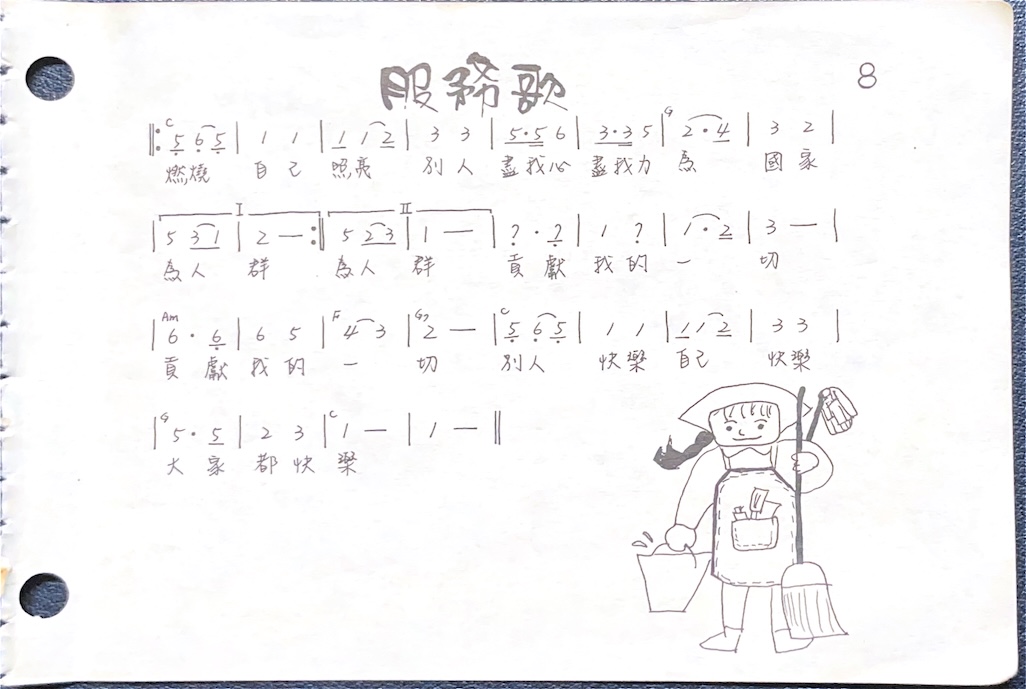 服務歌 8
C G
‖: 5 6 5 | 1 1 | 1 1 2 | 3 3 | 5·5 6 | 3·3 5 | 2·4 | 3 2 |
燃燒 自己 照亮 別人 盡我心 盡我力 為 國家
I II
| 5 3 1 | 2 — :‖ 5 2 3 | 1 — | ?·? | 1 ? | 1·2 | 3 — |
為人 群 為人 群 貢獻 我的 一 切
Am F G7 C
| 6·6 | 6 5 | 4 3 | 2 — | 5 6 5 | 1 1 | 1 1 2 | 3 3 |
貢獻 我的 一 切 別人 快樂 自己 快樂
G C
| 5·5 | 2 3 | 1 — | 1 — ‖
大家 都快 樂